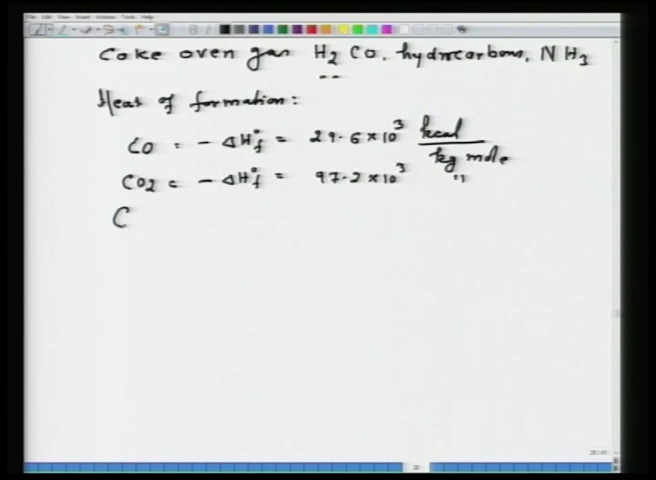 Coke oven gas H2 CO, hydrocarbons, NH3
Heat of formation:
CO = - ΔH°f = 29.6 × 10^3 kcal / kg mole
CO2 = - ΔH°f = 97.2 × 10^3 "
C